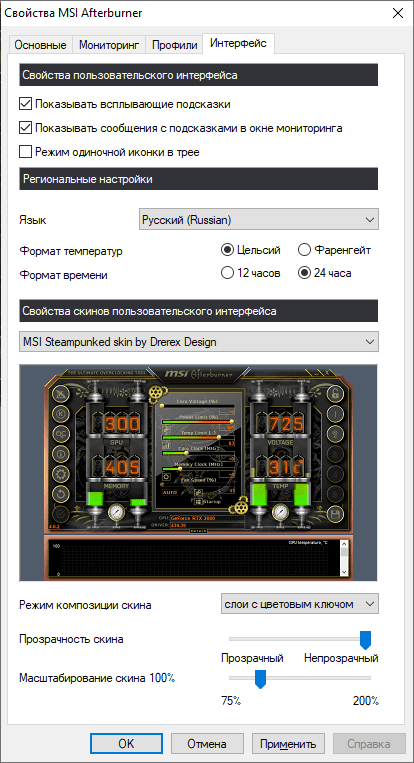 Свойства MSI Afterburner
Основные Мониторинг Профили Интерфейс
Свойства пользовательского интерфейса
Показывать всплывающие подсказки
Показывать сообщения с подсказками в окне мониторинга
Режим одиночной иконки в трее
Региональные настройки
Язык Русский (Russian)
Формат температур Цельсий Фаренгейт
Формат времени 12 часов 24 часа
Свойства скинов пользовательского интерфейса
MSI Steampunked skin by Drerex Design
THE ULTIMATE OVERCLOCKING TOOL msi Afterburner
Core Voltage (%)
Power Limit (%)
300 725
Temp Limit (.)
83
GPU VOLTAGE
Core Clock (MHz)
405 31c
Memory Clock (MHz)
MEMORY TEMP
Fan Speed (%)
AUTO
Startup
GPU: GeForce RTX 2080
DRIVER:
DETACH
100 GPU temperature, °C
0
Режим композиции скина слои с цветовым ключом
Прозрачность скина
Прозрачный Непрозрачный
Масштабирование скина 100%
75% 200%
OK Отмена Применить Справка